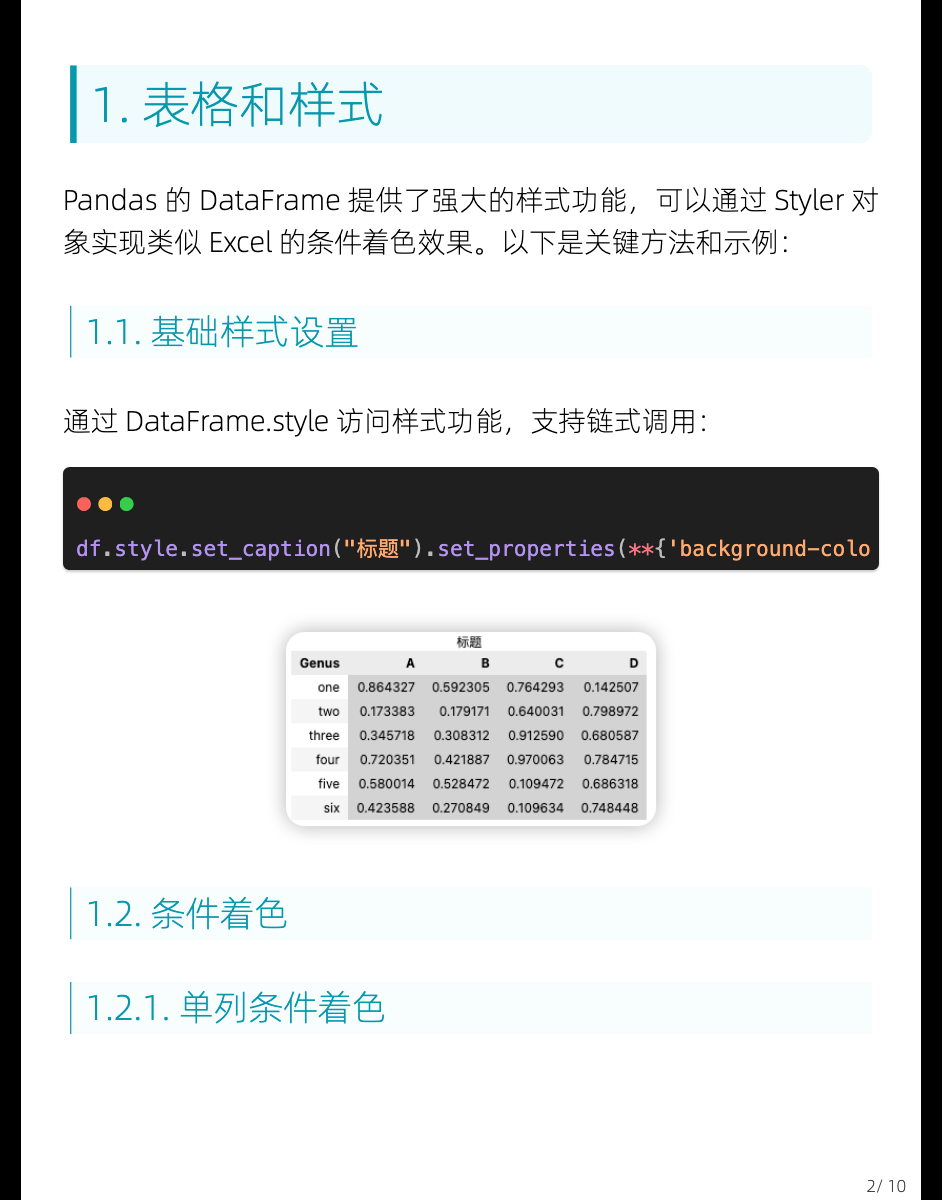 1. 表格和样式
Pandas 的 DataFrame 提供了强大的样式功能，可以通过 Styler 对
象实现类似 Excel 的条件着色效果。以下是关键方法和示例：
1.1. 基础样式设置
通过 DataFrame.style 访问样式功能，支持链式调用：
df.style.set_caption("标题").set_properties(**{'background-colo
标题
Genus A B C D
one 0.864327 0.592305 0.764293 0.142507
two 0.173383 0.179171 0.640031 0.798972
three 0.345718 0.308312 0.912590 0.680587
four 0.720351 0.421887 0.970063 0.784715
five 0.580014 0.528472 0.109472 0.686318
six 0.423588 0.270849 0.109634 0.748448
1.2. 条件着色
1.2.1. 单列条件着色
2/ 10